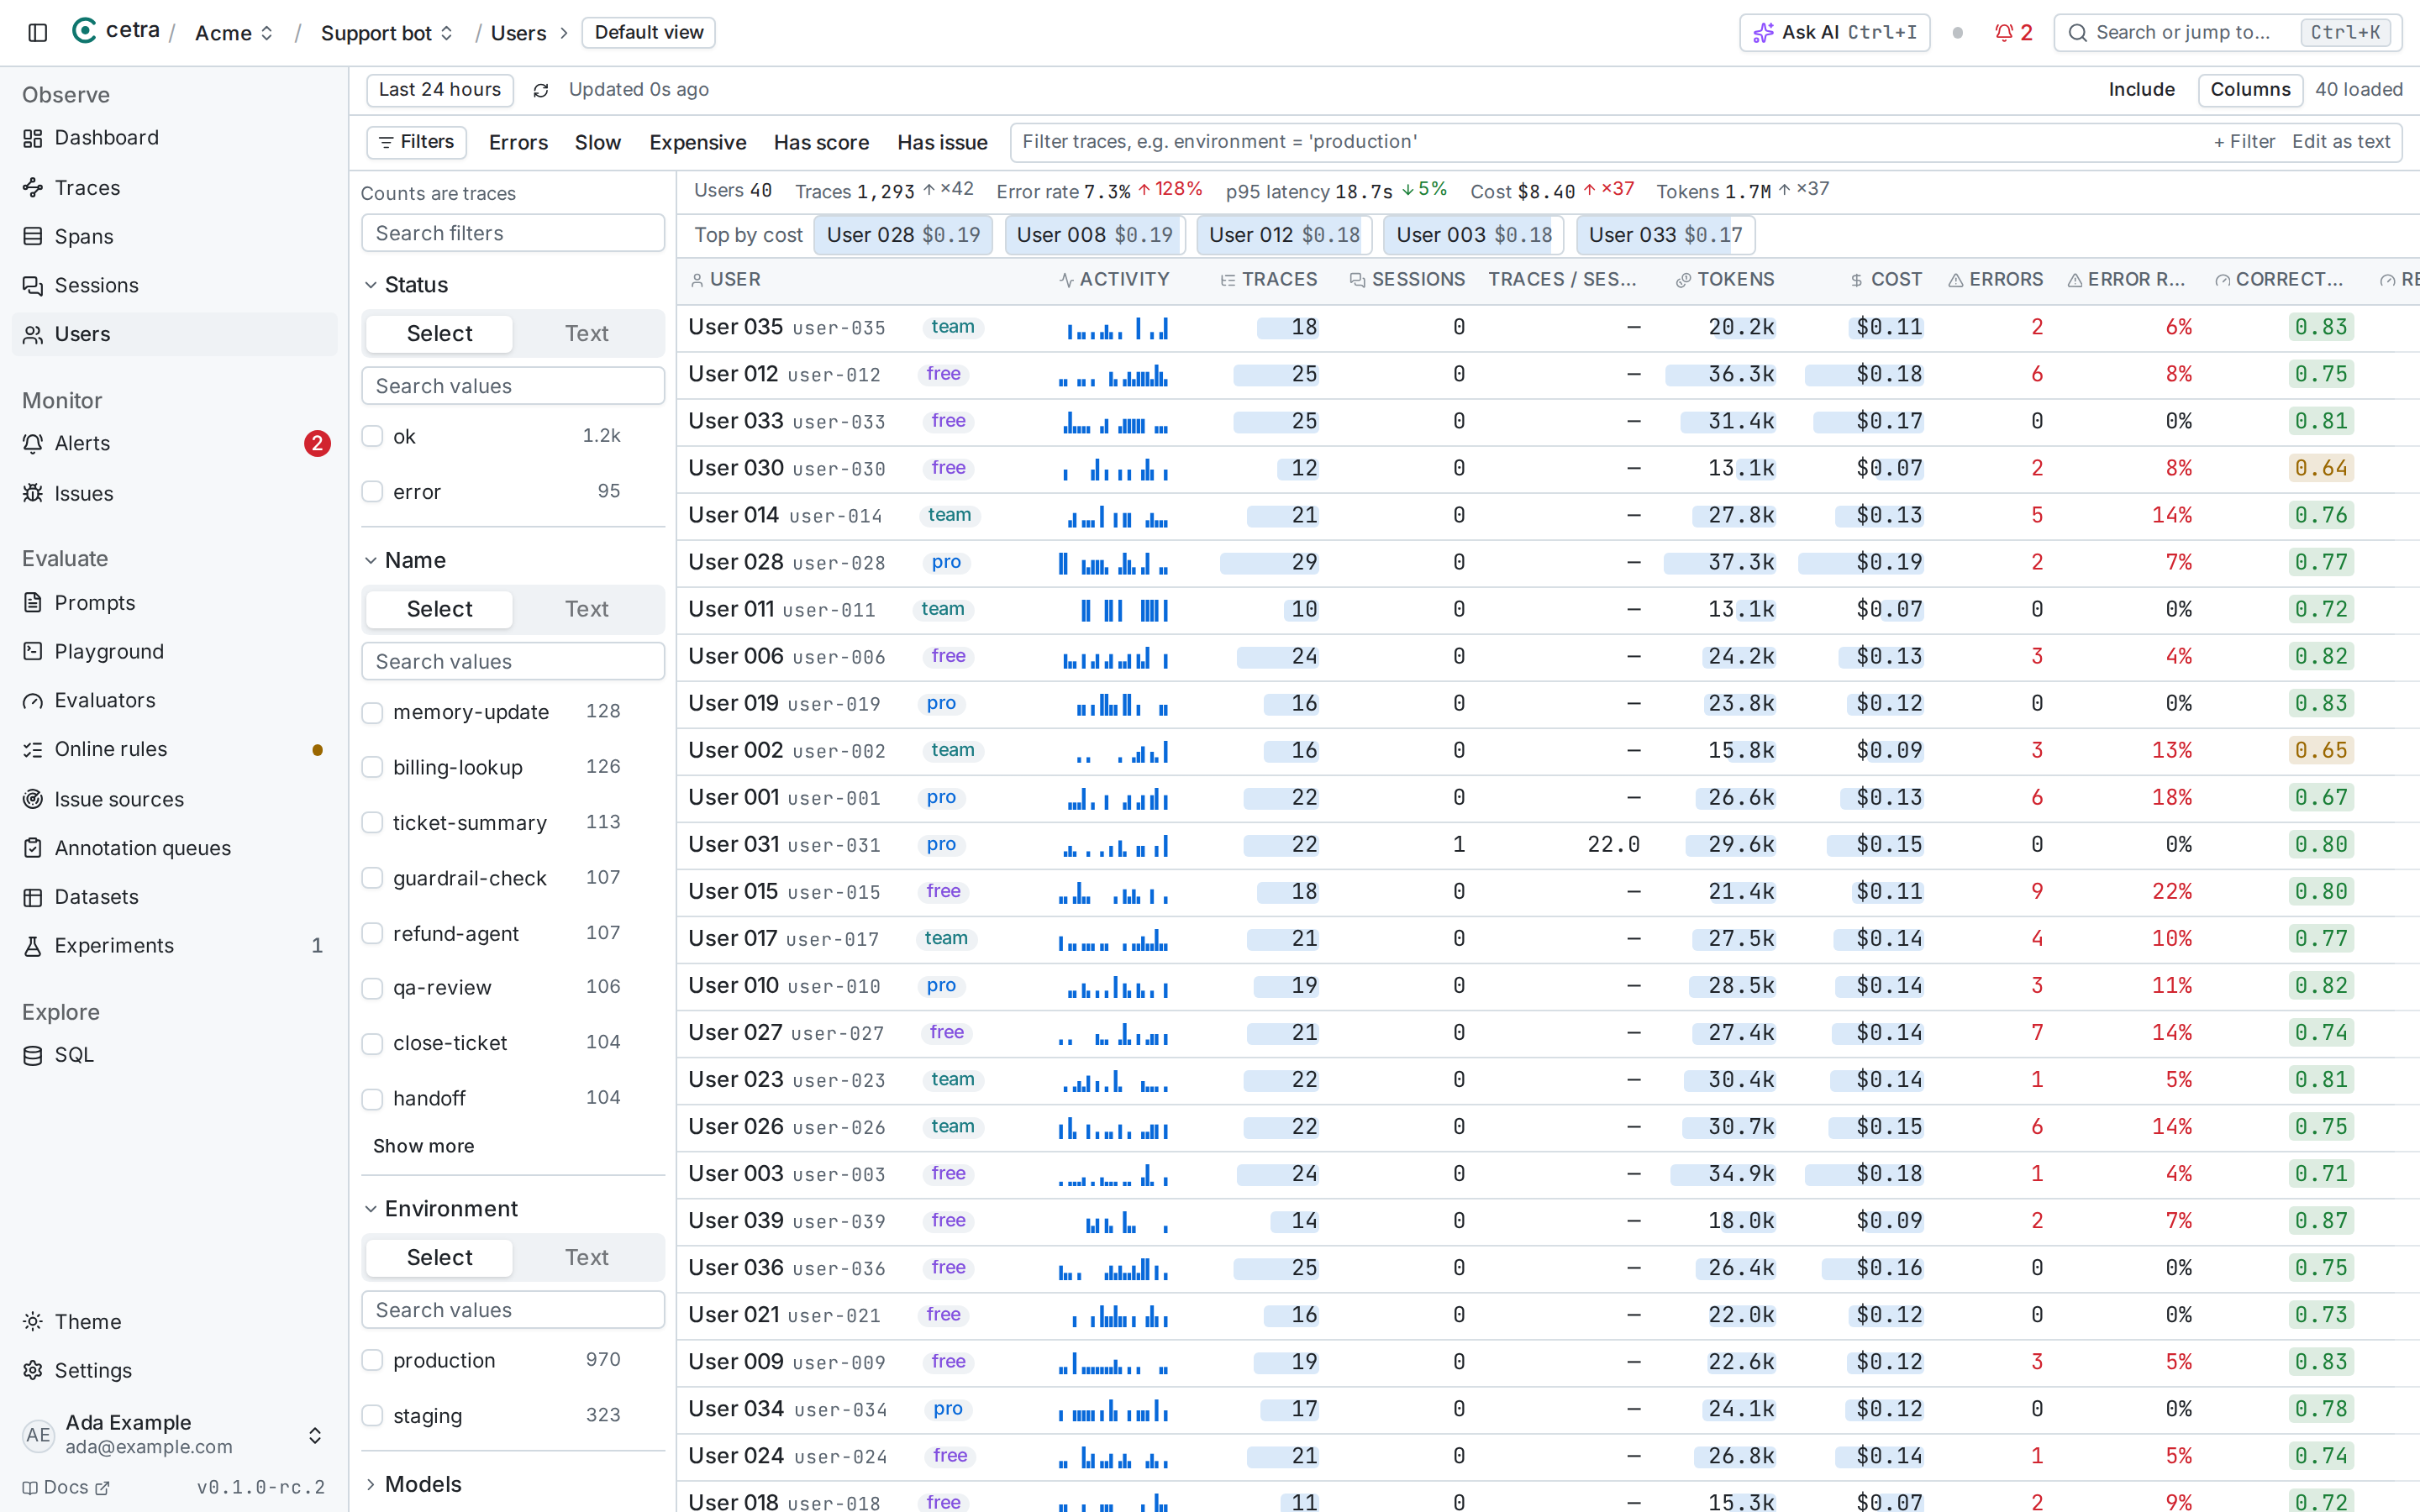 cetra / Acme / Support bot / Users > Default view
Ask AI Ctrl+I 2 Search or jump to... Ctrl+K
Observe
Dashboard
Traces
Spans
Sessions
Users
Monitor
Alerts 2
Issues
Evaluate
Prompts
Playground
Evaluators
Online rules
Issue sources
Annotation queues
Datasets
Experiments 1
Explore
SQL
Theme
Settings
AE Ada Example
ada@example.com
Docs v0.1.0-rc.2
Last 24 hours Updated 0s ago Include Columns 40 loaded
Filters Errors Slow Expensive Has score Has issue Filter traces, e.g. environment = 'production' + Filter Edit as text
Counts are traces
Search filters
Status
Select Text
Search values
ok 1.2k
error 95
Name
Select Text
Search values
memory-update 128
billing-lookup 126
ticket-summary 113
guardrail-check 107
refund-agent 107
qa-review 106
close-ticket 104
handoff 104
Show more
Environment
Select Text
Search values
production 970
staging 323
Models
Users 40 Traces 1,293 ↑ ×42 Error rate 7.3% ↑ 128% p95 latency 18.7s ↓ 5% Cost $8.40 ↑ ×37 Tokens 1.7M ↑ ×37
Top by cost User 028 $0.19 User 008 $0.19 User 012 $0.18 User 003 $0.18 User 033 $0.17
USER ACTIVITY TRACES SESSIONS TRACES / SES... TOKENS $ COST ERRORS ERROR R... CORRECT... RE
User 035 user-035 team 18 0 — 20.2k $0.11 2 6% 0.83
User 012 user-012 free 25 0 — 36.3k $0.18 6 8% 0.75
User 033 user-033 free 25 0 — 31.4k $0.17 0 0% 0.81
User 030 user-030 free 12 0 — 13.1k $0.07 2 8% 0.64
User 014 user-014 team 21 0 — 27.8k $0.13 5 14% 0.76
User 028 user-028 pro 29 0 — 37.3k $0.19 2 7% 0.77
User 011 user-011 team 10 0 — 13.1k $0.07 0 0% 0.72
User 006 user-006 free 24 0 — 24.2k $0.13 3 4% 0.82
User 019 user-019 pro 16 0 — 23.8k $0.12 0 0% 0.83
User 002 user-002 team 16 0 — 15.8k $0.09 3 13% 0.65
User 001 user-001 pro 22 0 — 26.6k $0.13 6 18% 0.67
User 031 user-031 pro 22 1 22.0 29.6k $0.15 0 0% 0.80
User 015 user-015 free 18 0 — 21.4k $0.11 9 22% 0.80
User 017 user-017 team 21 0 — 27.5k $0.14 4 10% 0.77
User 010 user-010 pro 19 0 — 28.5k $0.14 3 11% 0.82
User 027 user-027 free 21 0 — 27.4k $0.14 7 14% 0.74
User 023 user-023 team 22 0 — 30.4k $0.14 1 5% 0.81
User 026 user-026 team 22 0 — 30.7k $0.15 6 14% 0.75
User 003 user-003 free 24 0 — 34.9k $0.18 1 4% 0.71
User 039 user-039 free 14 0 — 18.0k $0.09 2 7% 0.87
User 036 user-036 free 25 0 — 26.4k $0.16 0 0% 0.75
User 021 user-021 free 16 0 — 22.0k $0.12 0 0% 0.73
User 009 user-009 free 19 0 — 22.6k $0.12 3 5% 0.83
User 034 user-034 pro 17 0 — 24.1k $0.12 0 0% 0.78
User 024 user-024 free 21 0 — 26.8k $0.14 1 5% 0.74
User 018 user-018 free 11 0 — 15.3k $0.07 2 9% 0.72